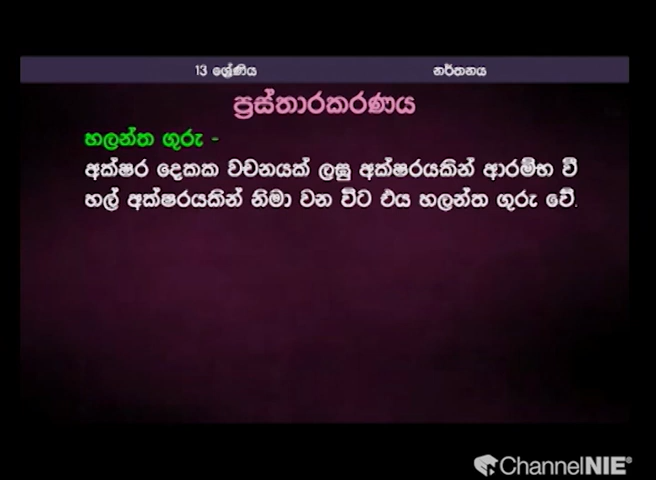 13 ශ්‍රේණිය නර්තනය
ප්‍රස්තාරකරණය
හලන්ත ගුරු -
අක්ෂර දෙකක වචනයක් ලඝු අක්ෂරයකින් ආරම්භ වී
හල් අක්ෂරයකින් නිමා වන විට එය හලන්ත ගුරු වේ.
ChannelNIE®